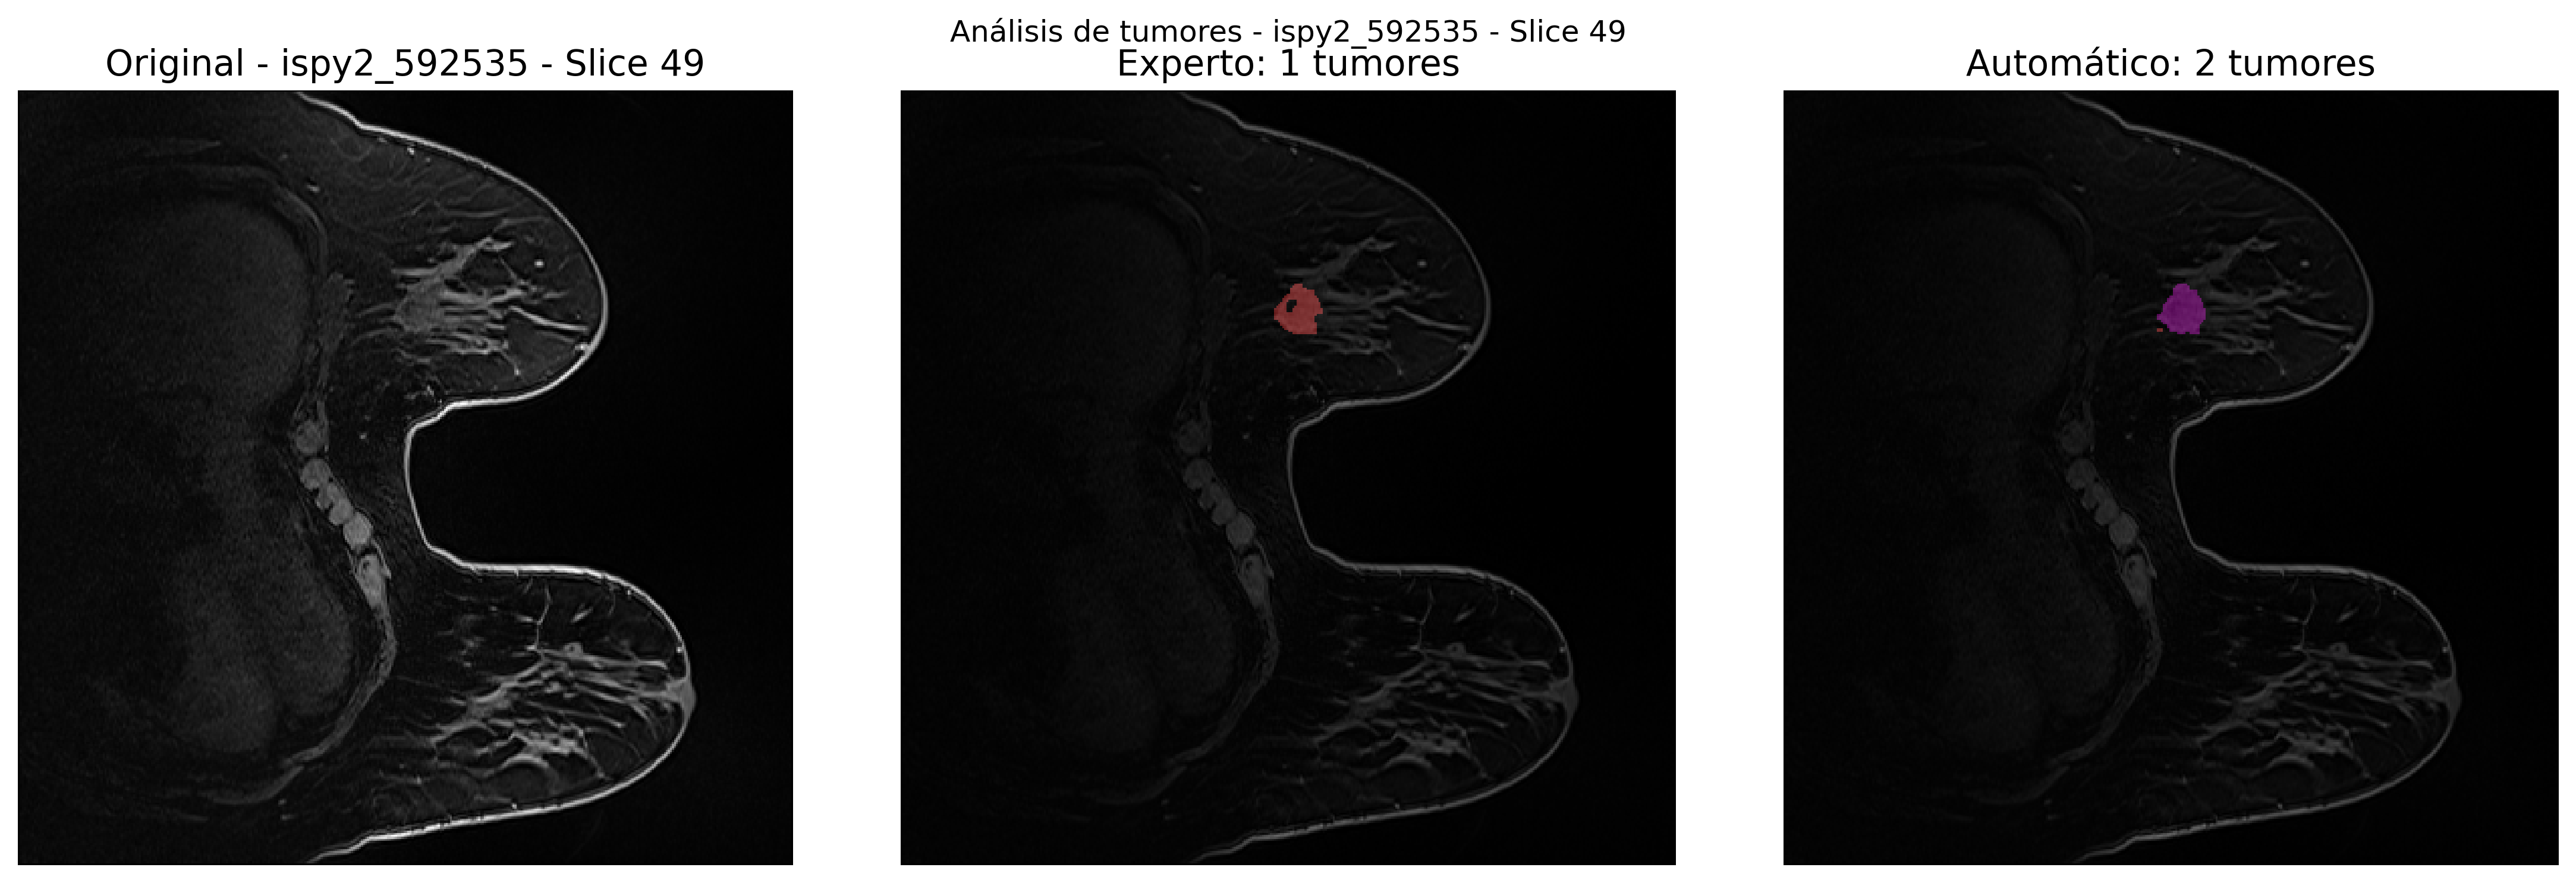 Análisis de tumores - ispy2_592535 - Slice 49
Original - ispy2_592535 - Slice 49
Experto: 1 tumores
Automático: 2 tumores